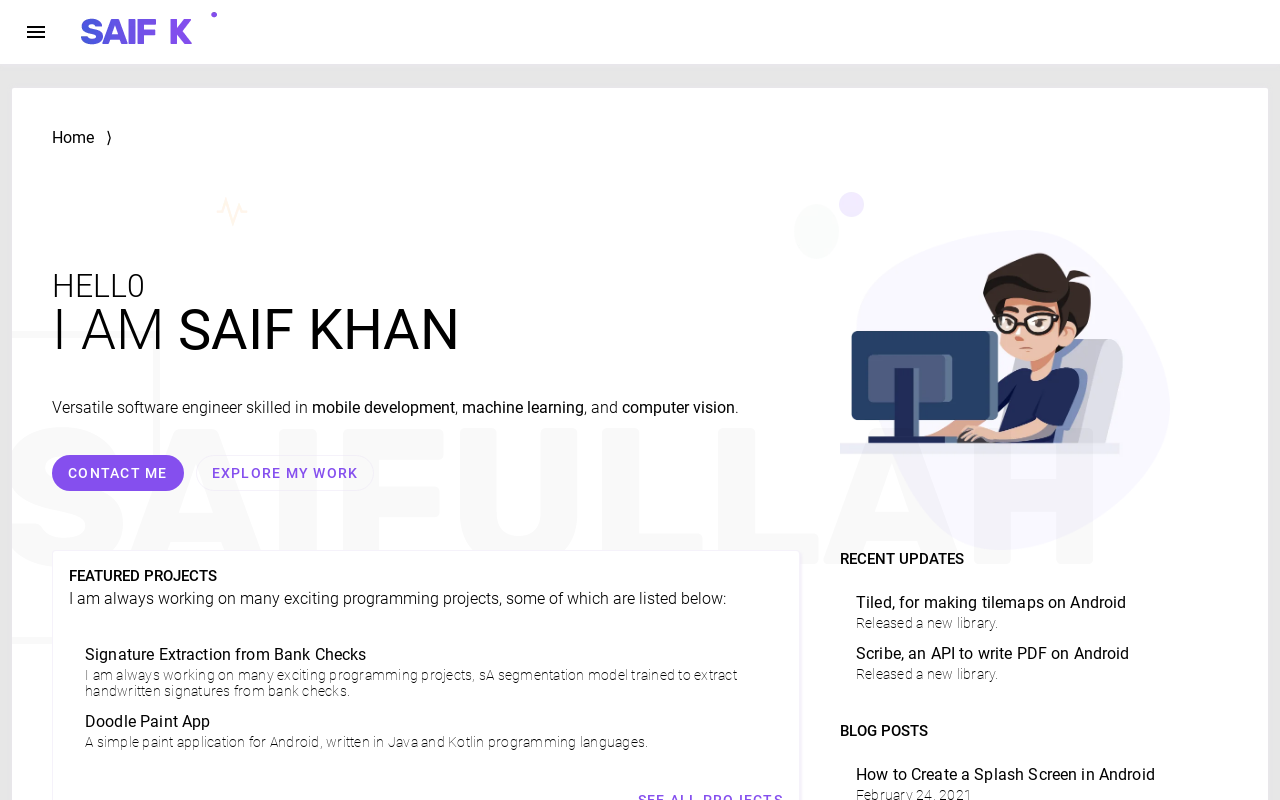 SAIF K
Home ⟩
HELL0
I AM SAIF KHAN
Versatile software engineer skilled in mobile development, machine learning, and computer vision.
SAIFULLAH
CONTACT ME
EXPLORE MY WORK
FEATURED PROJECTS
I am always working on many exciting programming projects, some of which are listed below:
Signature Extraction from Bank Checks
I am always working on many exciting programming projects, sA segmentation model trained to extract
handwritten signatures from bank checks.
Doodle Paint App
A simple paint application for Android, written in Java and Kotlin programming languages.
SEE ALL PROJECTS
RECENT UPDATES
Tiled, for making tilemaps on Android
Released a new library.
Scribe, an API to write PDF on Android
Released a new library.
BLOG POSTS
How to Create a Splash Screen in Android
February 24, 2021